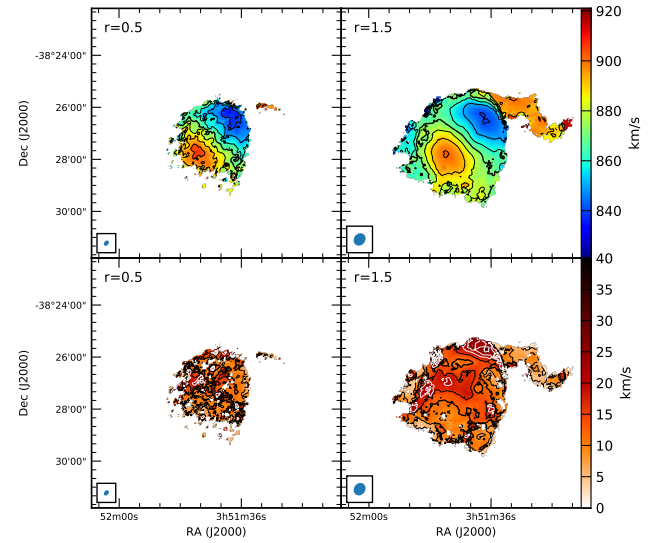 r=0.5
r=1.5
920
900
880
860
840
km/s
-38°24'00"
26'00"
28'00"
30'00"
Dec (J2000)
r=0.5
r=1.5
40
35
30
25
20
15
10
5
0
km/s
-38°24'00"
26'00"
28'00"
30'00"
Dec (J2000)
52m00s
3h51m36s
52m00s
3h51m36s
RA (J2000)
RA (J2000)